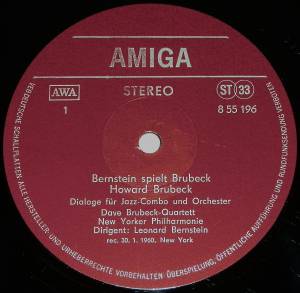 AMIGA
AWA
STEREO
ST 33
1
8 55 196
Bernstein spielt Brubeck
Howard Brubeck
Dialoge für Jazz-Combo und Orchester
Dave Brubeck-Quartett
New Yorker Philharmonie
Dirigent: Leonard Bernstein
rec. 30. 1. 1960, New York
VEB DEUTSCHE SCHALLPLATTEN ALLE HERSTELLER- UND URHEBERRECHTE VORBEHALTEN ÜBERSPIELUNG, ÖFFENTLICHE AUFFÜHRUNG UND RUNDFUNKSENDUNG VERBOTEN